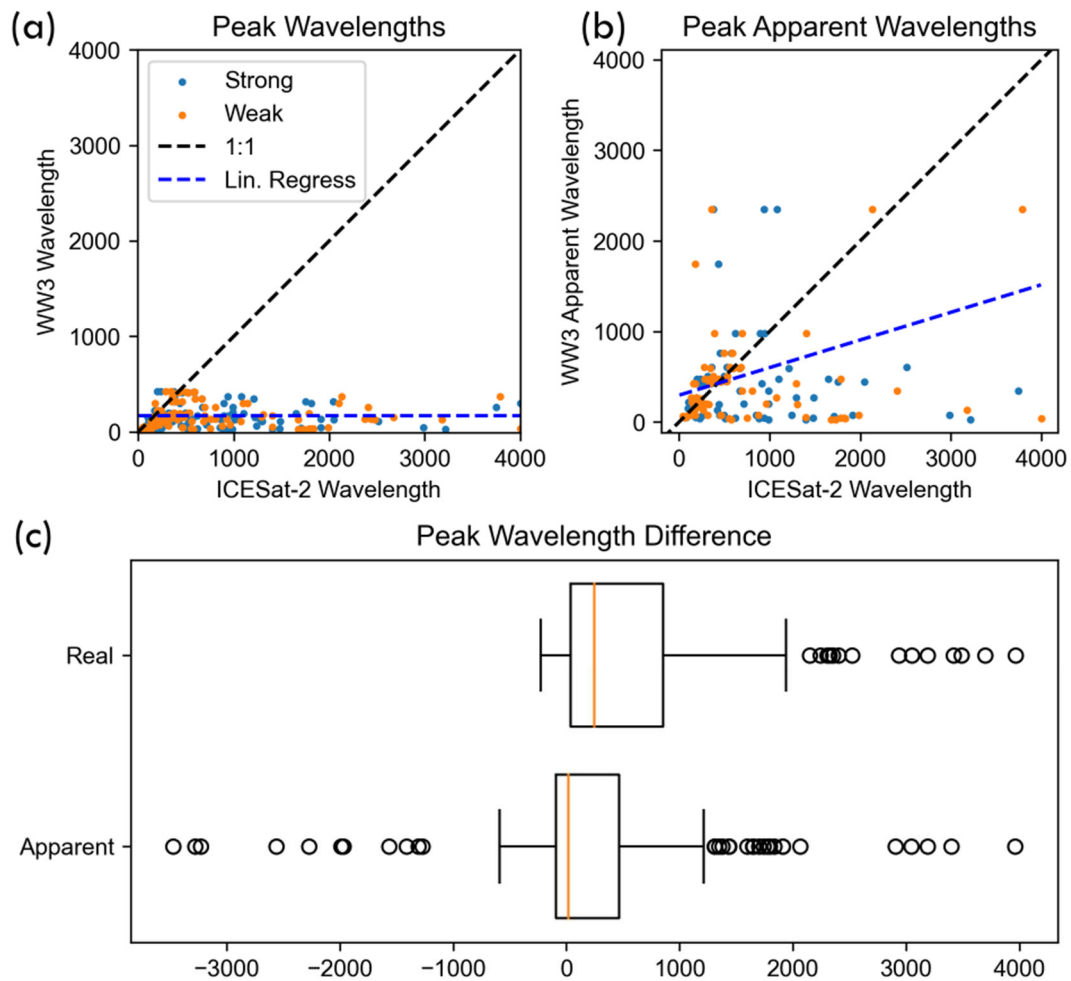 (a)
Peak Wavelengths
4000
3000
2000
1000
0
WW3 Wavelength
Strong
Weak
1:1
Lin. Regress
0 1000 2000 3000 4000
ICESat-2 Wavelength
(b)
Peak Apparent Wavelengths
4000
3000
2000
1000
0
WW3 Apparent Wavelength
0 1000 2000 3000 4000
ICESat-2 Wavelength
(c)
Peak Wavelength Difference
Real
Apparent
−3000 −2000 −1000 0 1000 2000 3000 4000